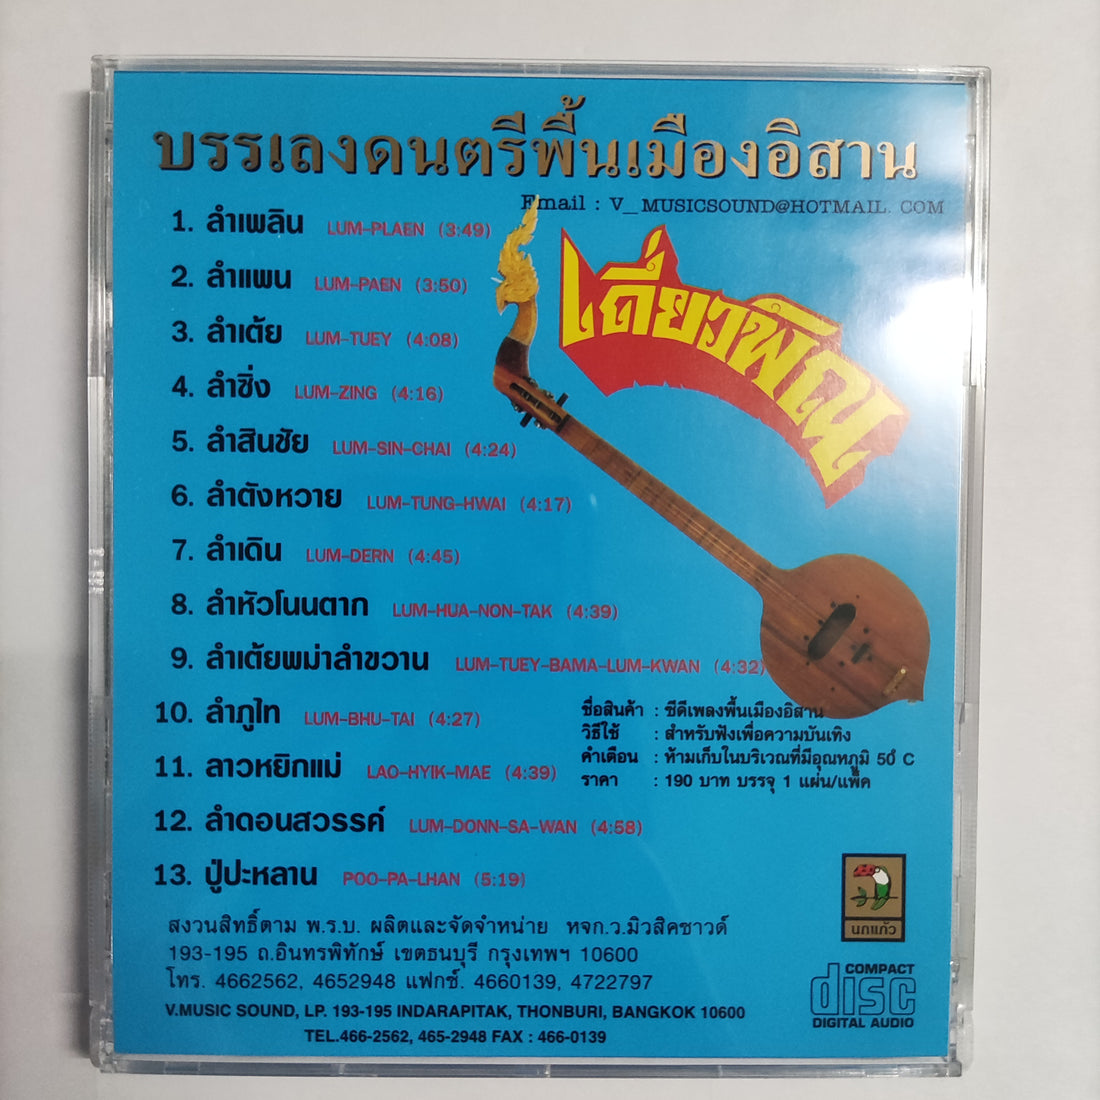 บรรเลงดนตรีพื้นเมืองอิสาน
Email : V_MUSICSOUND@HOTMAIL.COM
เดี่ยวพิณ
1. ลำเพลิน LUM-PLAEN (3:49)
2. ลำแพน LUM-PAEN (3:50)
3. ลำเต้ย LUM-TUEY (4:08)
4. ลำซิ่ง LUM-ZING (4:16)
5. ลำสินชัย LUM-SIN-CHAI (4:24)
6. ลำตังหวาย LUM-TUNG-HWAI (4:17)
7. ลำเดิน LUM-DERN (4:45)
8. ลำหัวโนนตาก LUM-HUA-NON-TAK (4:39)
9. ลำเต้ยพม่าลำขวาน LUM-TUEY-BAMA-LUM-KWAN (4:32)
10. ลำภูไท LUM-BHU-TAI (4:27)
11. ลาวหยิกแม่ LAO-HYIK-MAE (4:39)
12. ลำดอนสวรรค์ LUM-DONN-SA-WAN (4:58)
13. ปู่ปะหลาน POO-PA-LHAN (5:19)
ชื่อสินค้า : ซีดีเพลงพื้นเมืองอิสาน
วิธีใช้ : สำหรับฟังเพื่อความบันเทิง
คำเตือน : ห้ามเก็บในบริเวณที่มีอุณหภูมิ 50ํ C
ราคา : 190 บาท บรรจุ 1 แผ่น/แพ็ค
นกแก้ว
สงวนสิทธิ์ตาม พ.ร.บ. ผลิตและจัดจำหน่าย หจก.ว.มิวสิคซาวด์
193-195 ถ.อินทรพิทักษ์ เขตธนบุรี กรุงเทพฯ 10600
โทร. 4662562, 4652948 แฟกซ์. 4660139, 4722797
V.MUSIC SOUND, LP. 193-195 INDARAPITAK, THONBURI, BANGKOK 10600
TEL.466-2562, 465-2948 FAX : 466-0139
COMPACT
disc
DIGITAL AUDIO